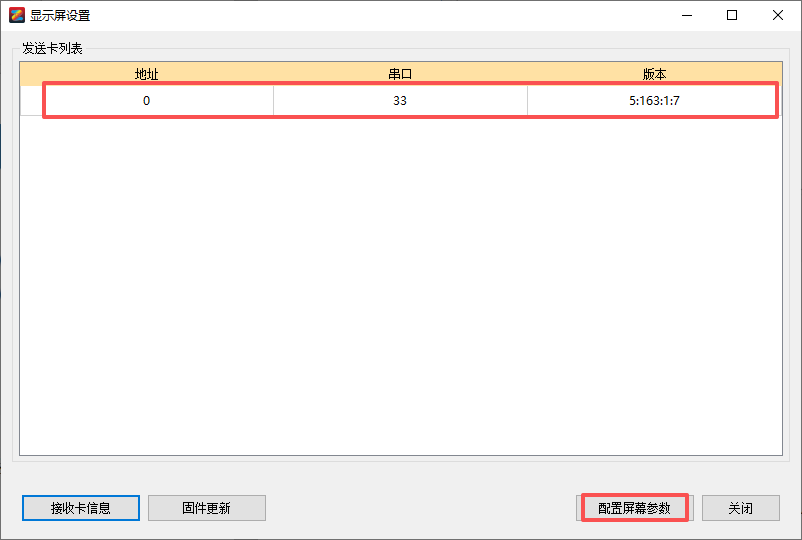 显示屏设置
发送卡列表
地址 串口 版本
0 33 5:163:1:7
接收卡信息 固件更新 配置屏幕参数 关闭